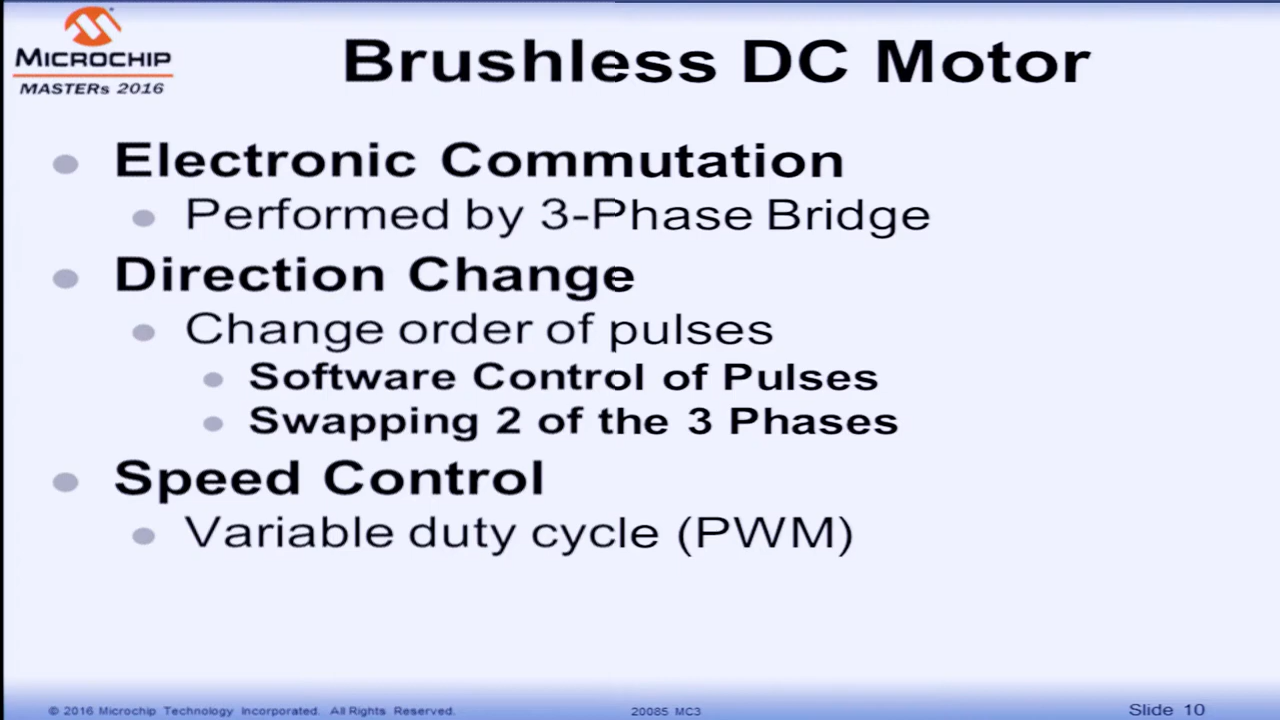 MICROCHIP
MASTERs 2016
Brushless DC Motor
Electronic Commutation
Performed by 3-Phase Bridge
Direction Change
Change order of pulses
Software Control of Pulses
Swapping 2 of the 3 Phases
Speed Control
Variable duty cycle (PWM)
© 2016 Microchip Technology Incorporated. All Rights Reserved.
20085 MC3
Slide 10